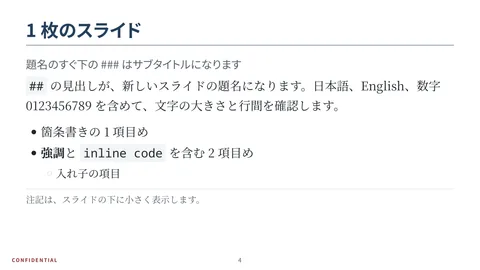 1 枚のスライド
題名のすぐ下の ### はサブタイトルになります
## の見出しが、新しいスライドの題名になります。日本語、English、数字
0123456789 を含めて、文字の大きさと行間を確認します。
• 箇条書きの 1 項目め
• 強調と inline code を含む 2 項目め
◦ 入れ子の項目
注記は、スライドの下に小さく表示します。
CONFIDENTIAL
4